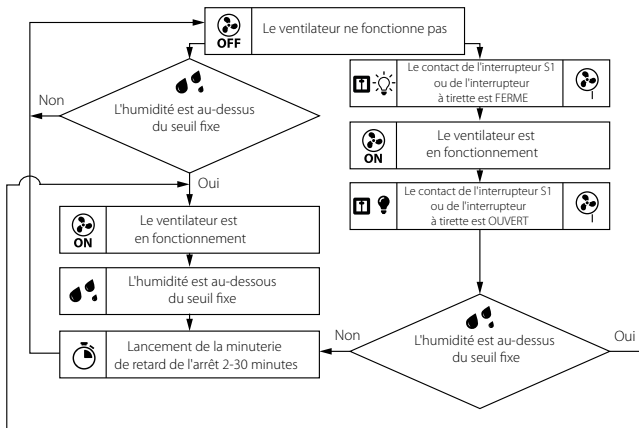 OFF
Le ventilateur ne fonctionne pas
Non
L'humidité est au-dessus
du seuil fixe
Oui
ON
Le ventilateur est
en fonctionnement
L'humidité est au-dessous
du seuil fixe
Lancement de la minuterie
de retard de l'arrêt 2-30 minutes
Le contact de l'interrupteur S1
ou de l'interrupteur
à tirette est FERME
ON
Le ventilateur est
en fonctionnement
Le contact de l'interrupteur S1
ou de l'interrupteur
à tirette est OUVERT
Non
L'humidité est au-dessus
du seuil fixe
Oui